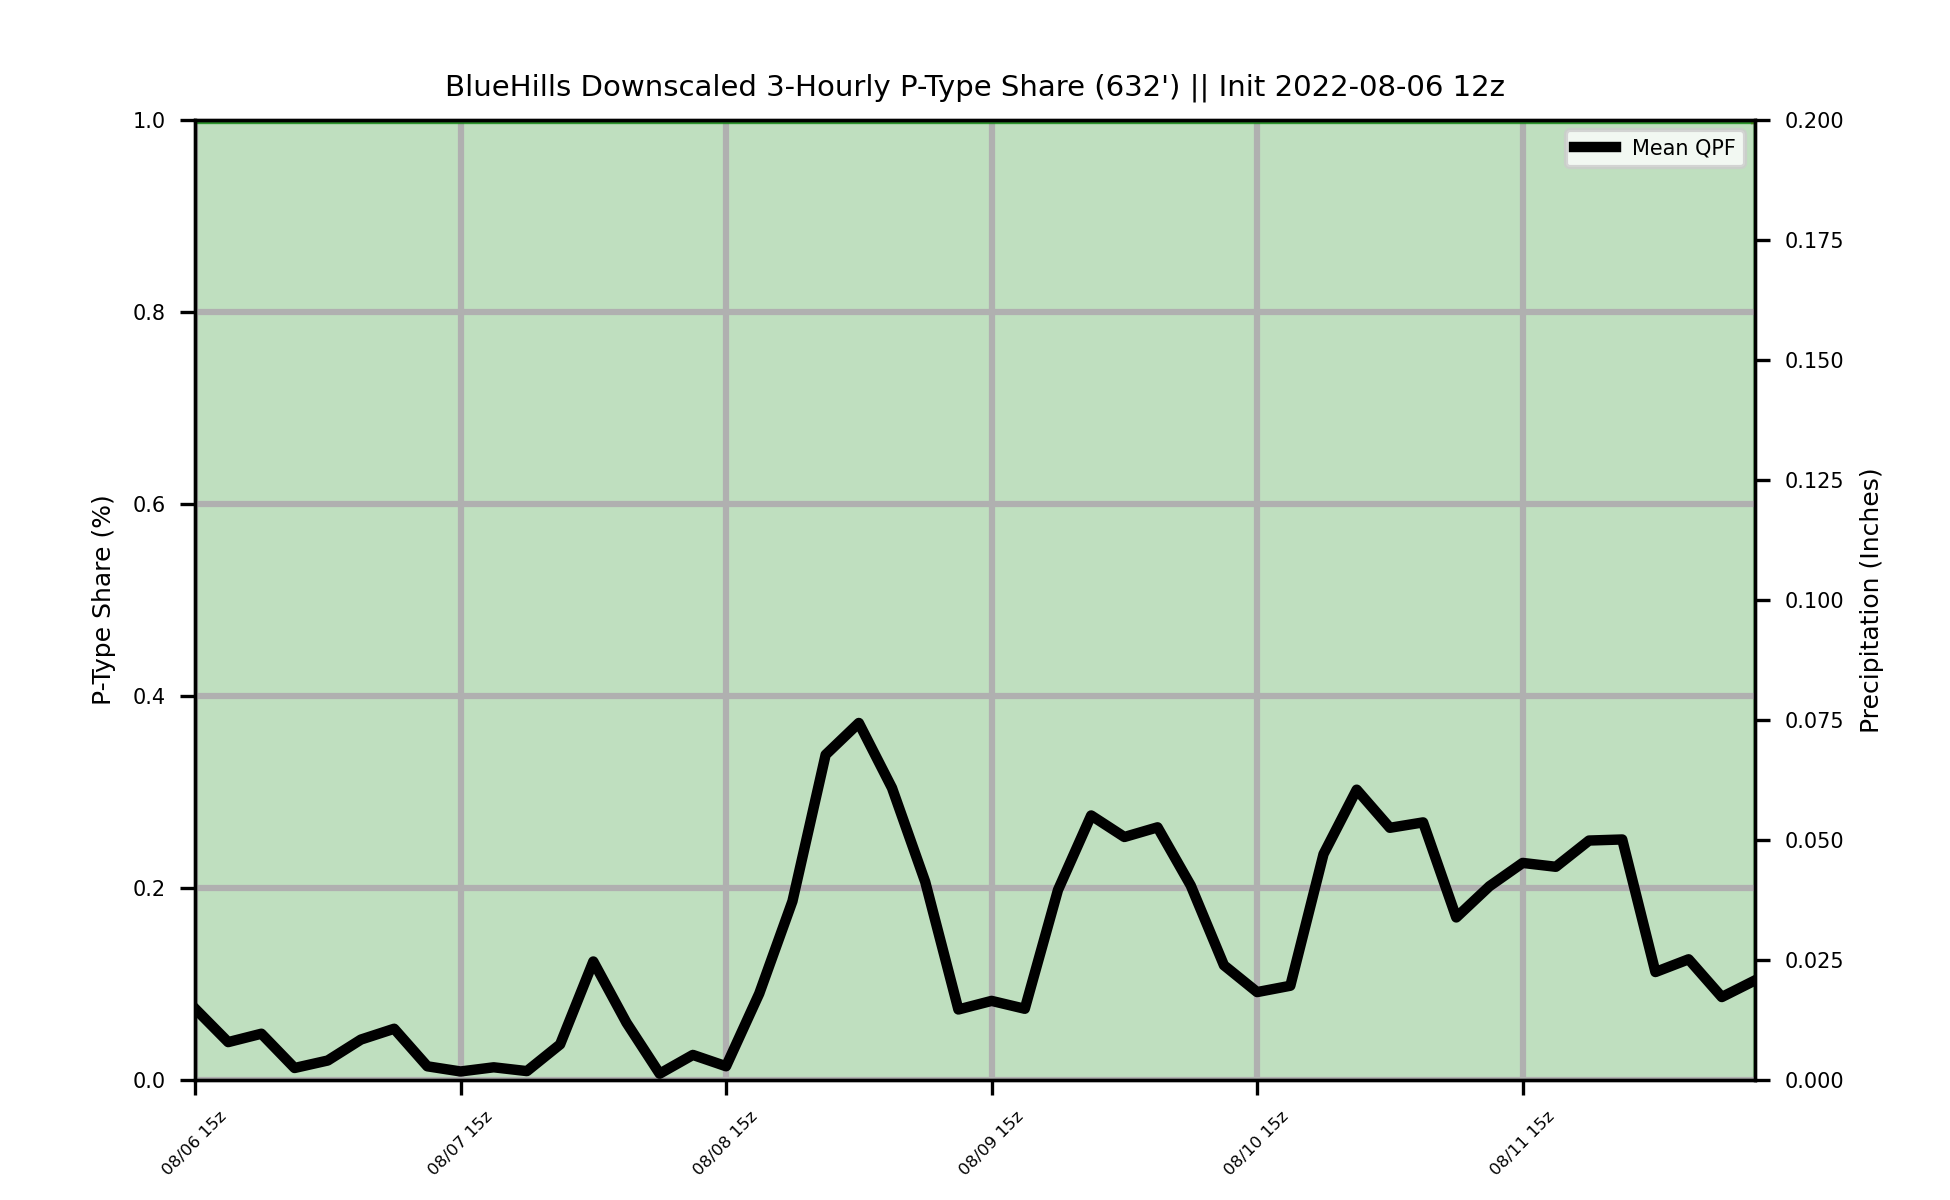 BlueHills Downscaled 3-Hourly P-Type Share (632') || Init 2022-08-06 12z
Mean QPF
P-Type Share (%)
1.0
0.8
0.6
0.4
0.2
0.0
0.200
0.175
0.150
0.125
0.100
0.075
0.050
0.025
0.000
Precipitation (Inches)
08/06 15z
08/07 15z
08/08 15z
08/09 15z
08/10 15z
08/11 15z